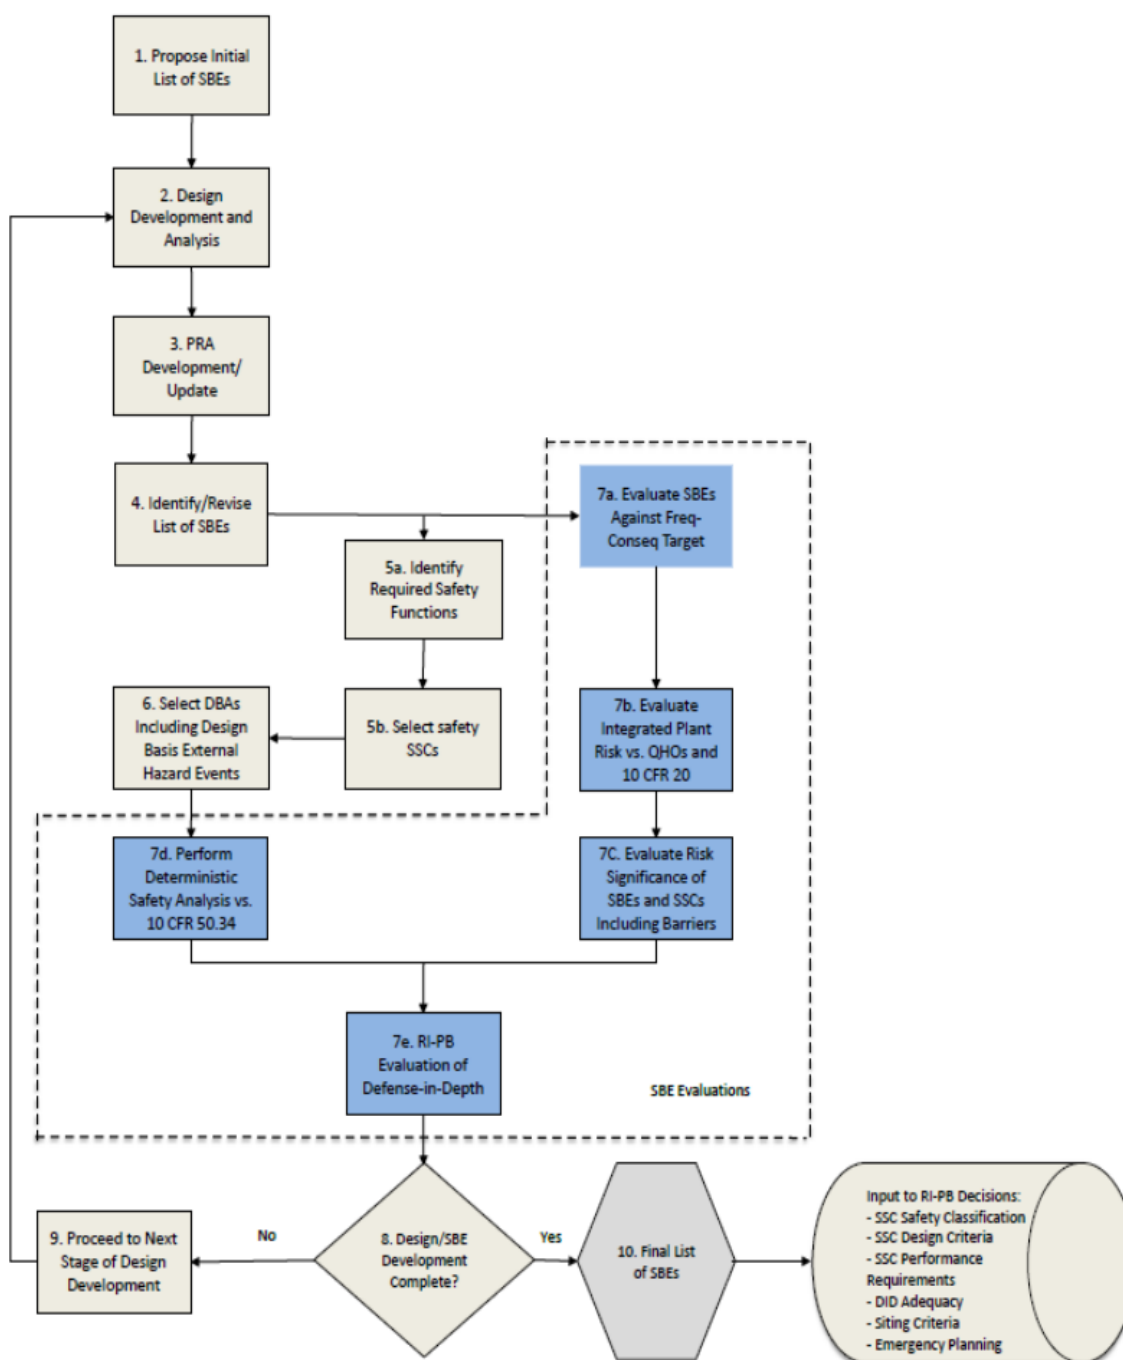 1. Propose Initial
List of SBEs
2. Design
Development and
Analysis
3. PRA
Development/
Update
4. Identify/Revise
List of SBEs
7a. Evaluate SBEs
Against Freq-
Conseq Target
5a. Identify
Required Safety
Functions
6. Select DBAs
Including Design
Basis External
Hazard Events
5b. Select safety
SSCs
7b. Evaluate
Integrated Plant
Risk vs. QHOs and
10 CFR 20
7d. Perform
Deterministic
Safety Analysis vs.
10 CFR 50.34
7C. Evaluate Risk
Significance of
SBEs and SSCs
Including Barriers
7e. RI-PB
Evaluation of
Defense-in-Depth
SBE Evaluations
9. Proceed to Next
Stage of Design
Development
No
8. Design/SBE
Development
Complete?
Yes
10. Final List
of SBEs
Input to RI-PB Decisions:
- SSC Safety Classification
- SSC Design Criteria
- SSC Performance
Requirements
- DID Adequacy
- Siting Criteria
- Emergency Planning